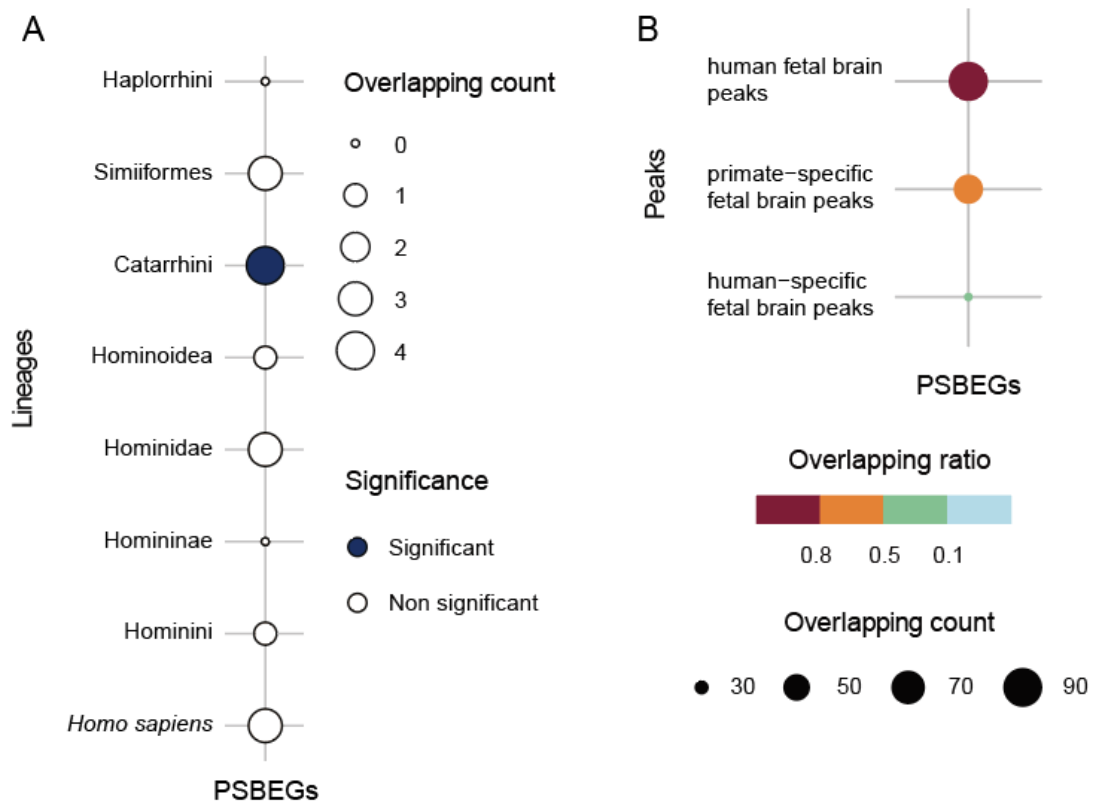 A
Lineages
Haplorrhini
Simiiformes
Catarrhini
Hominoidea
Hominidae
Homininae
Hominini
Homo sapiens
PSBEGs
Overlapping count
0
1
2
3
4
Significance
Significant
Non significant
B
Peaks
human fetal brain
peaks
primate−specific
fetal brain peaks
human−specific
fetal brain peaks
PSBEGs
Overlapping ratio
0.8 0.5 0.1
Overlapping count
30 50 70 90